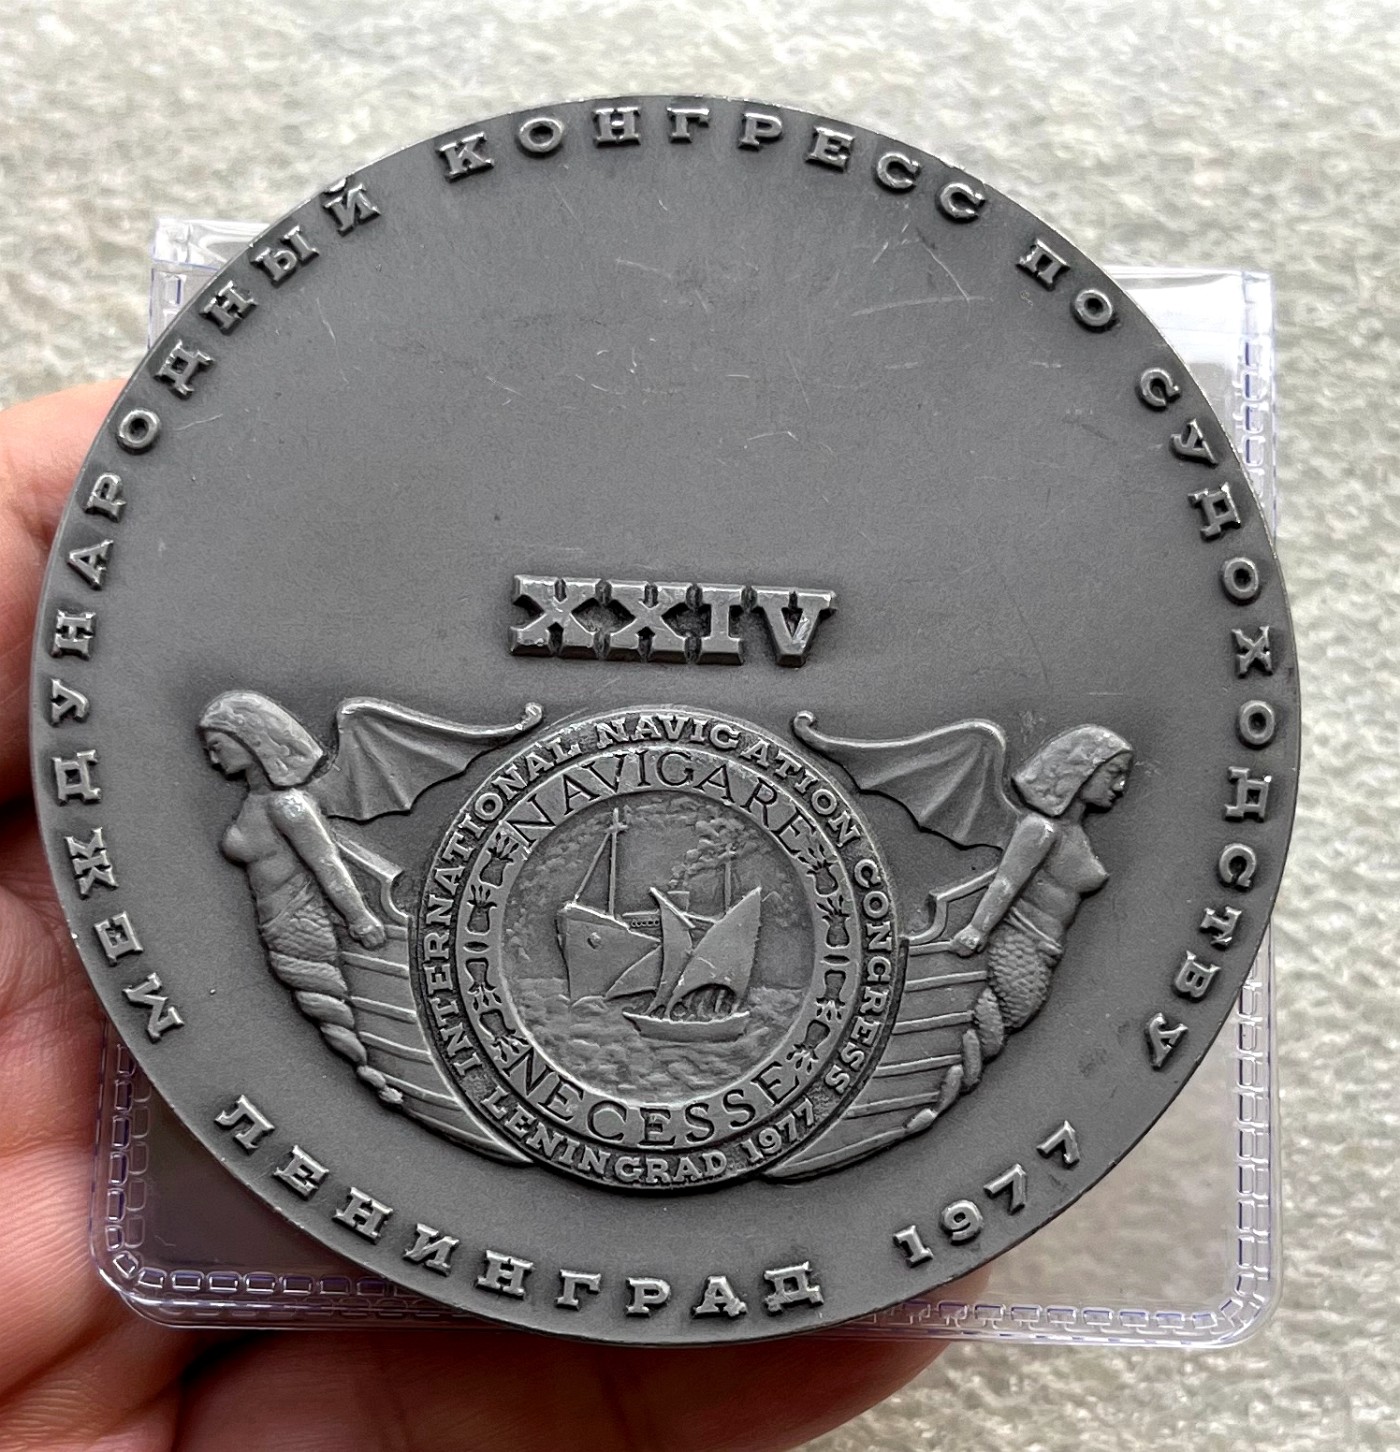 МЕЖДУНАРОДНЫЙ КОНГРЕСС ПО СУДОХОДСТВУ
XXIV
INTERNATIONAL NAVIGATION CONGRESS
NAVIGARE
NECESSE
LENINGRAD 1977
ЛЕНИНГРАД 1977